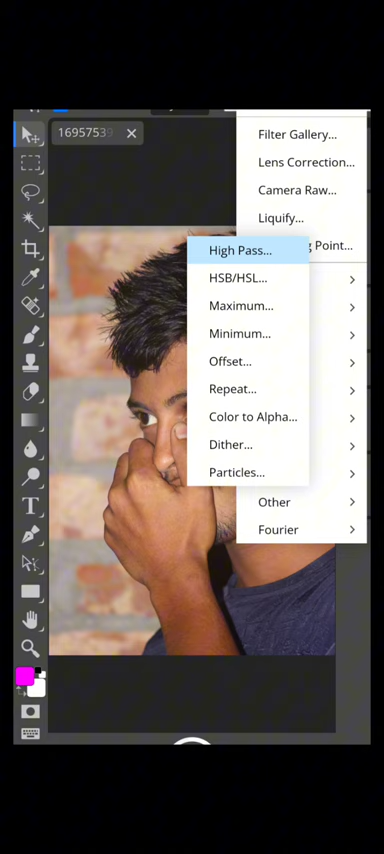 16957539
Filter Gallery...
Lens Correction...
Camera Raw...
Liquify...
g Point...
High Pass...
HSB/HSL...
Maximum...
Minimum...
Offset...
Repeat...
Color to Alpha...
Dither...
Particles...
Other
Fourier
T